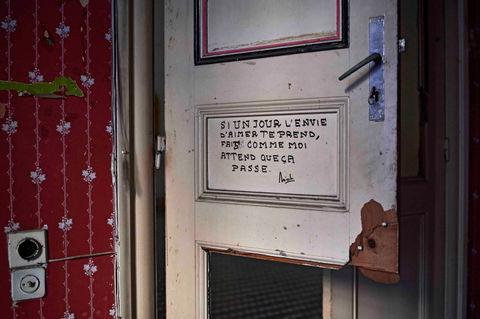 SI UN JOUR L'ENVIE
D'AIMER TE PREND,
FAIS COMME MOI
ATTEND QUE ÇA
PASSE.